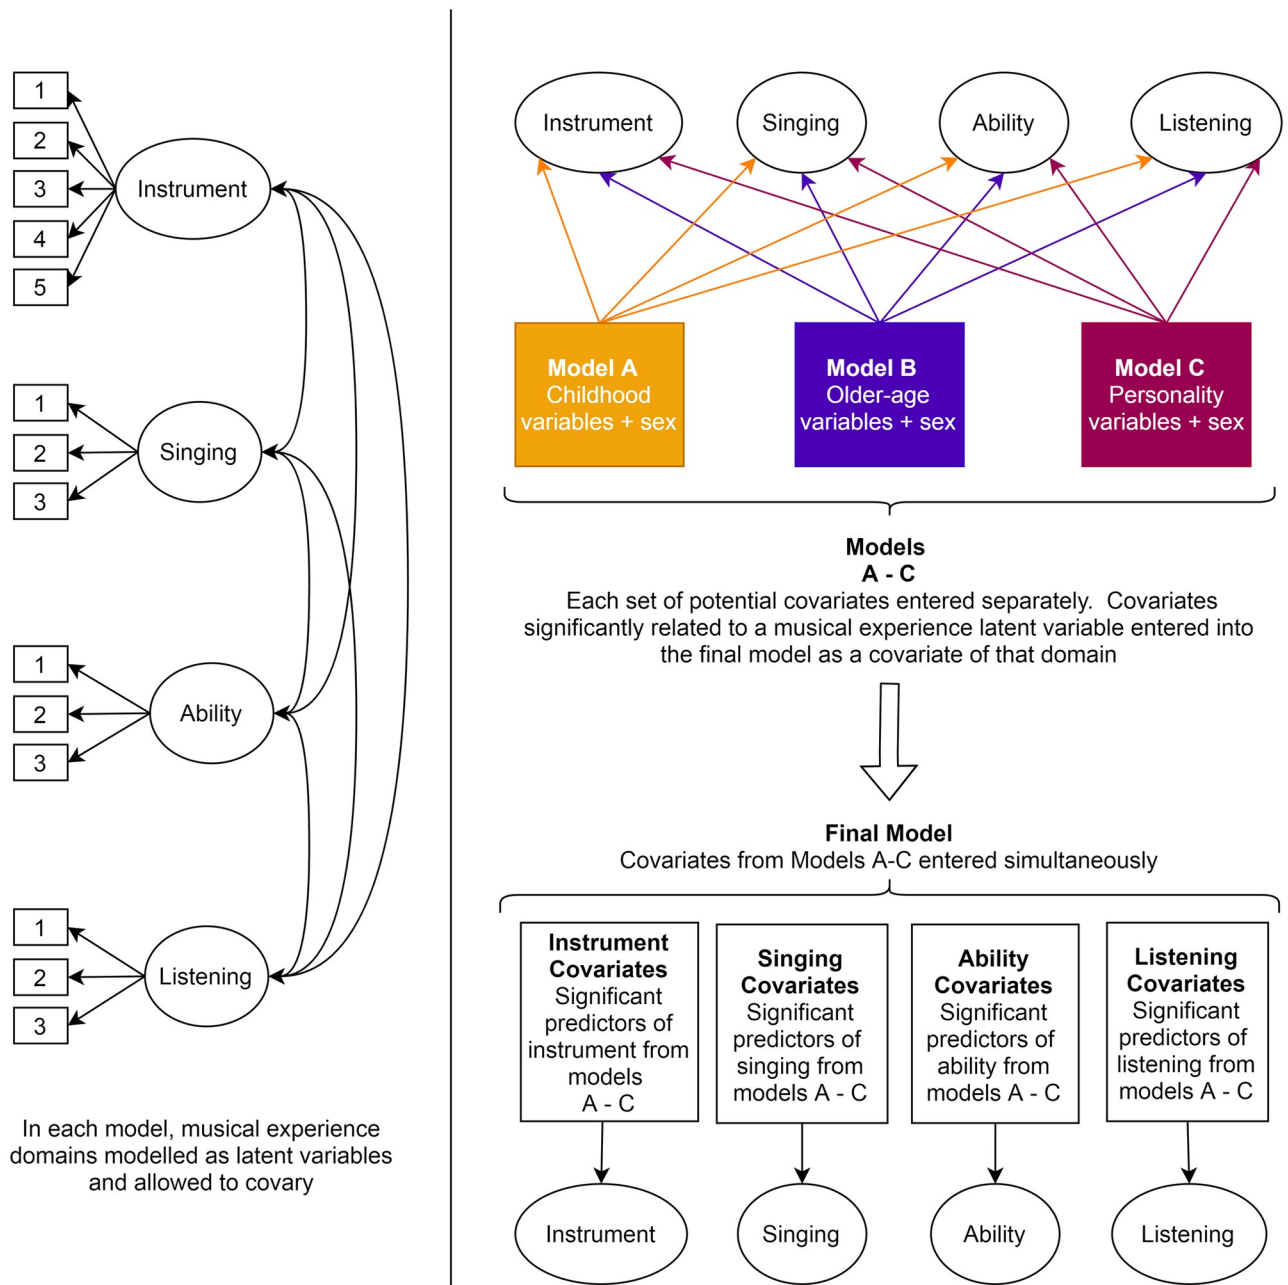 1
2
3
4
5
Instrument
1
2
3
Singing
1
2
3
Ability
1
2
3
Listening
In each model, musical experience
domains modelled as latent variables
and allowed to covary
Instrument
Singing
Ability
Listening
Model A
Childhood
variables + sex
Model B
Older-age
variables + sex
Model C
Personality
variables + sex
Models
A - C
Each set of potential covariates entered separately. Covariates
significantly related to a musical experience latent variable entered into
the final model as a covariate of that domain
Final Model
Covariates from Models A-C entered simultaneously
Instrument
Covariates
Significant
predictors of
instrument from
models
A - C
Singing
Covariates
Significant
predictors of
singing from
models A - C
Ability
Covariates
Significant
predictors of
ability from
models A - C
Listening
Covariates
Significant
predictors of
listening from
models A - C
Instrument
Singing
Ability
Listening